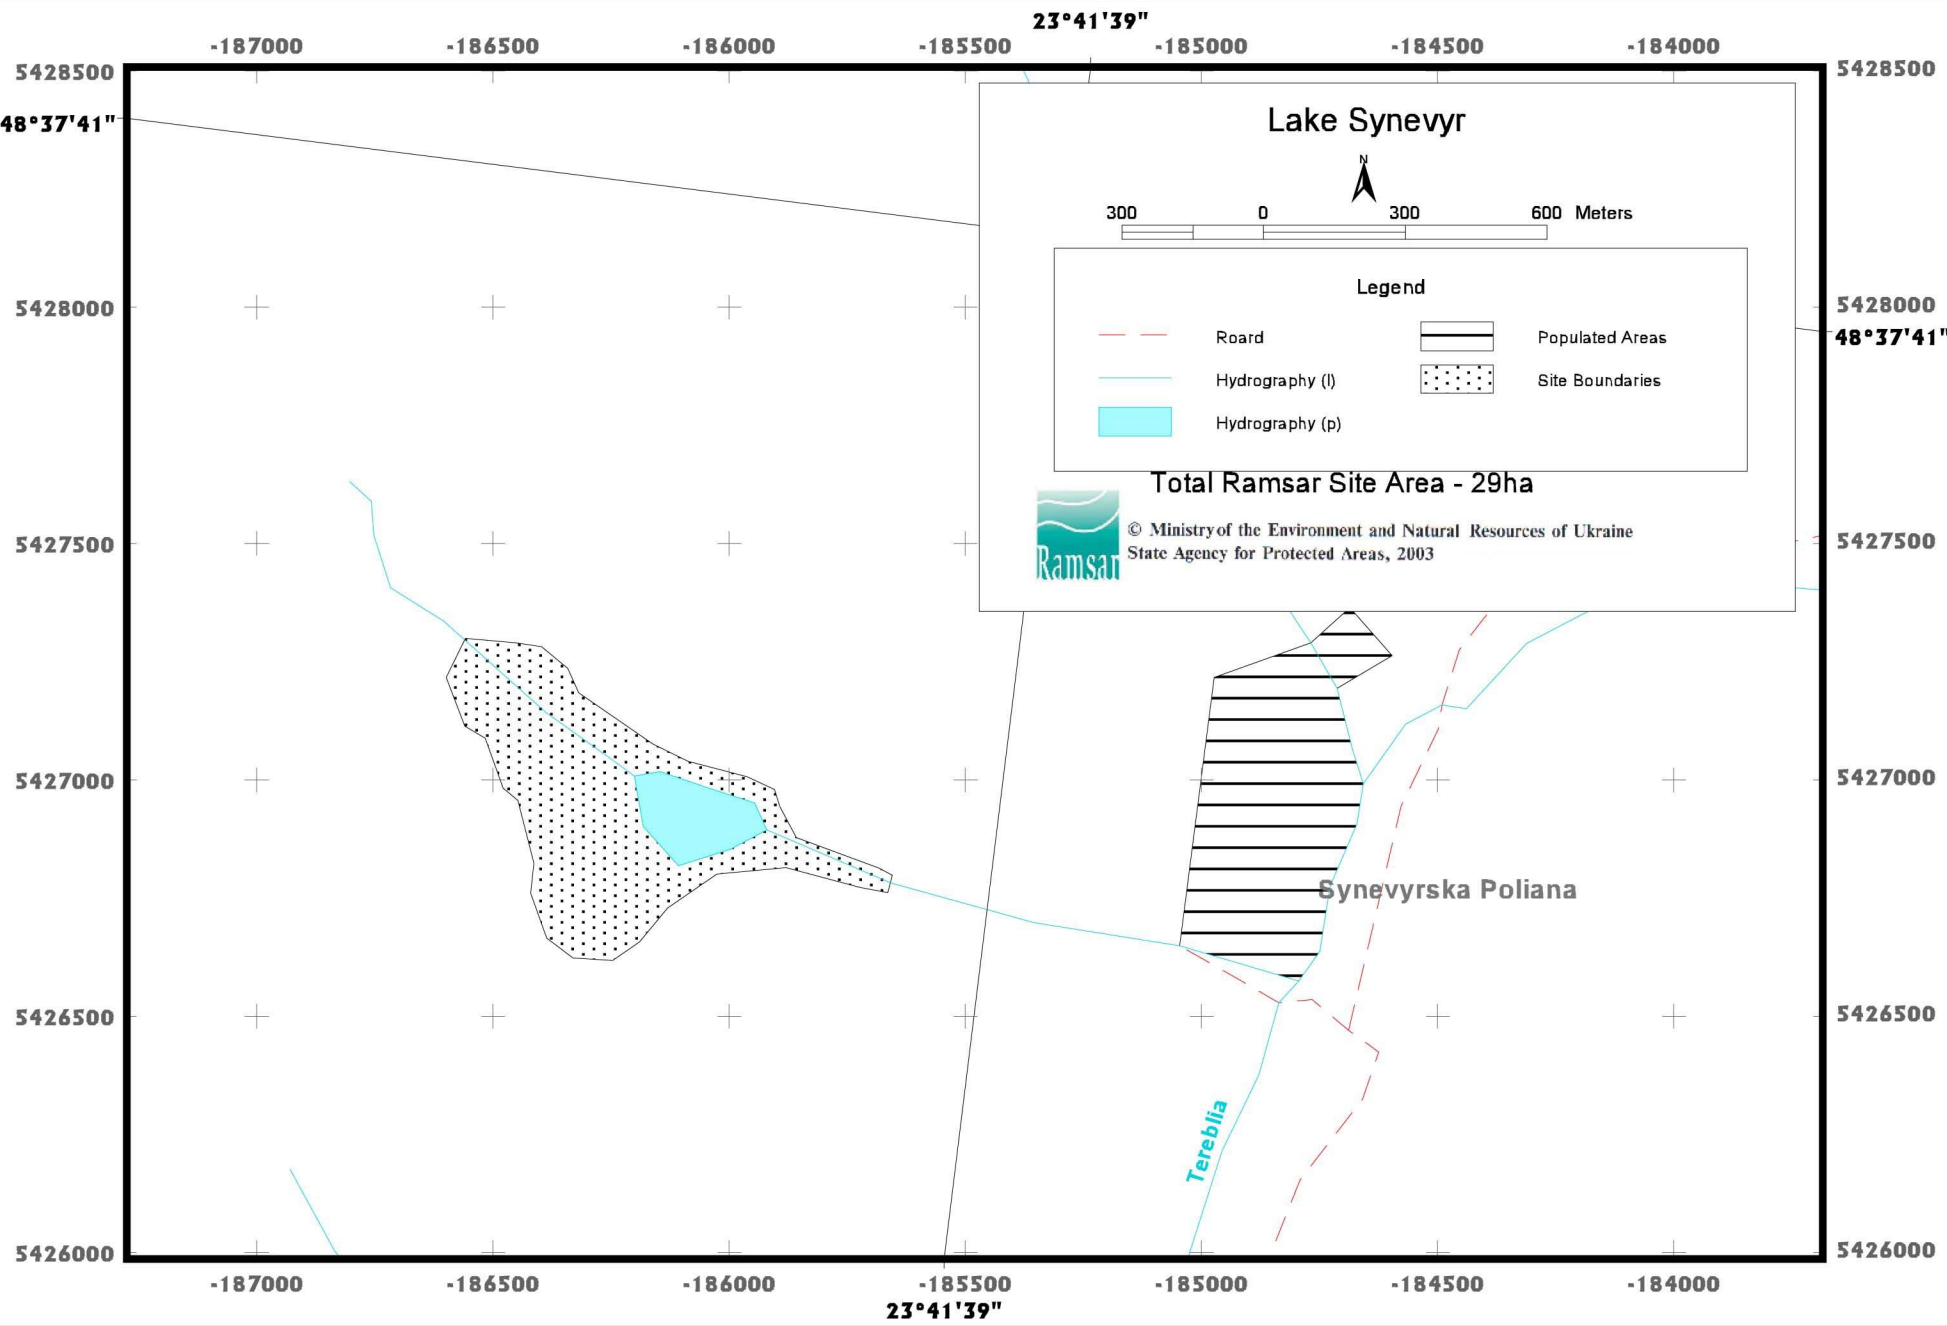 23°41'39"
-187000 -186500 -186000 -185500 -185000 -184500 -184000
5428500 5428500
48°37'41"
Lake Synevyr
N
300 0 300 600 Meters
Legend
5428000 5428000
48°37'41"
Roard Populated Areas
Hydrography (l) Site Boundaries
Hydrography (p)
Total Ramsar Site Area - 29ha
© Ministry of the Environment and Natural Resources of Ukraine
State Agency for Protected Areas, 2003
Ramsar
5427500 5427500
5427000 5427000
Synevyrska Poliana
5426500 5426500
Tereblia
5426000 5426000
-187000 -186500 -186000 -185500 -185000 -184500 -184000
23°41'39"